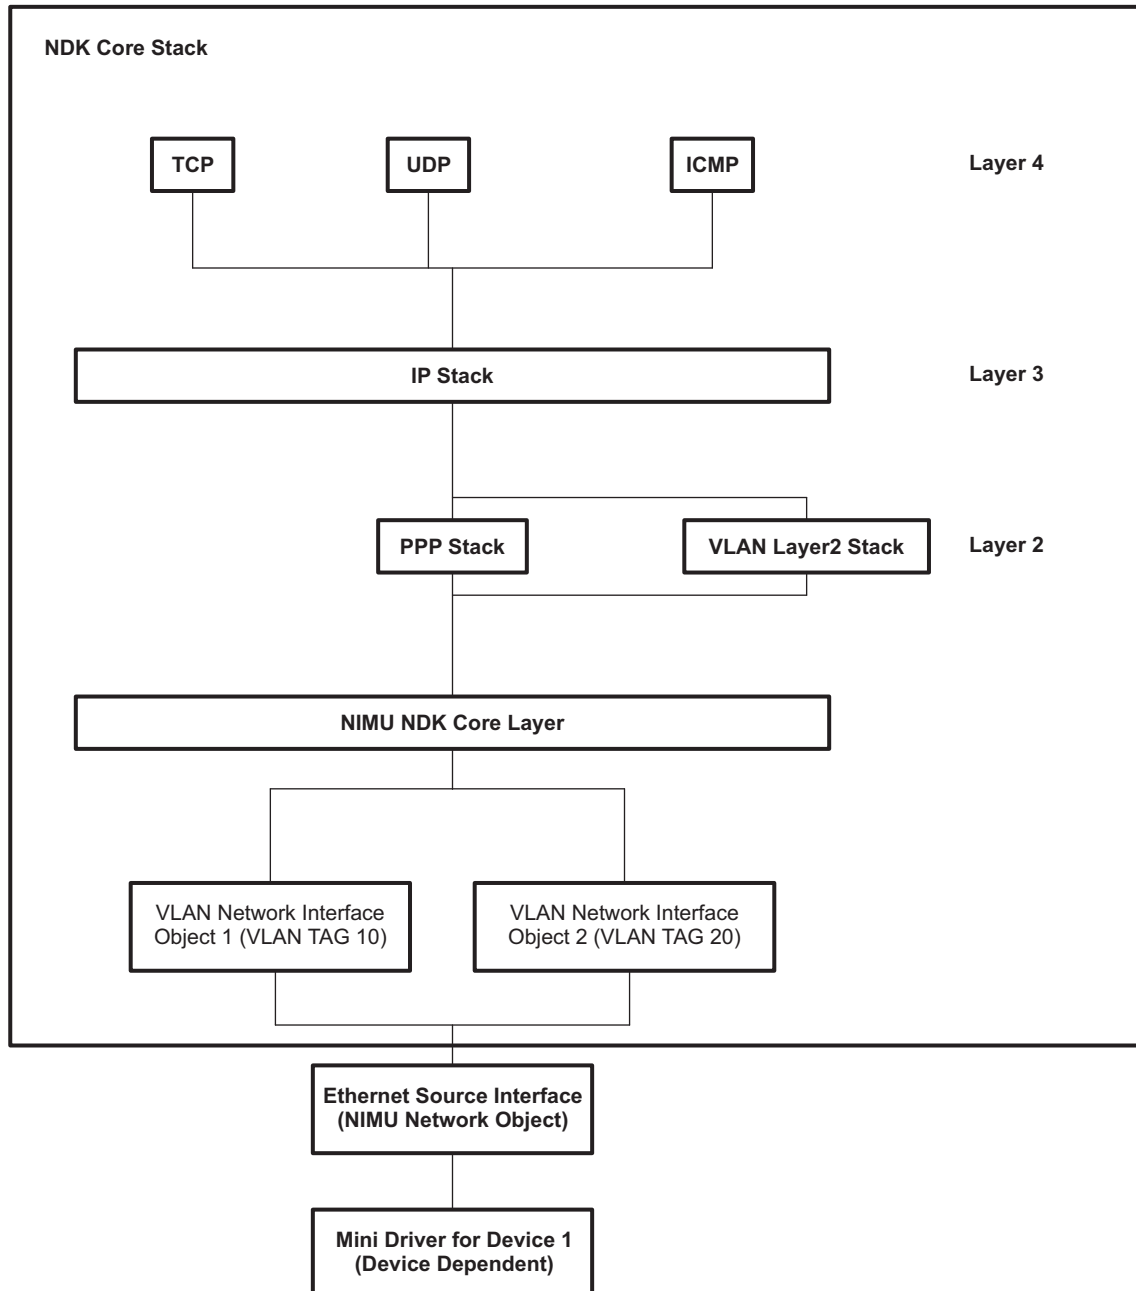 NDK Core Stack
TCP
UDP
ICMP
Layer 4
IP Stack
Layer 3
PPP Stack
VLAN Layer2 Stack
Layer 2
NIMU NDK Core Layer
VLAN Network Interface
Object 1 (VLAN TAG 10)
VLAN Network Interface
Object 2 (VLAN TAG 20)
Ethernet Source Interface
(NIMU Network Object)
Mini Driver for Device 1
(Device Dependent)